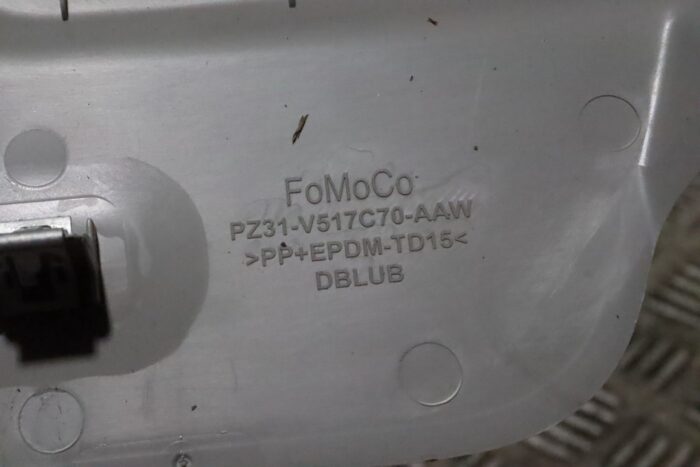 FoMoCo
PZ31-V517C70-AAW
>PP+EPDM-TD15<
DBLUB